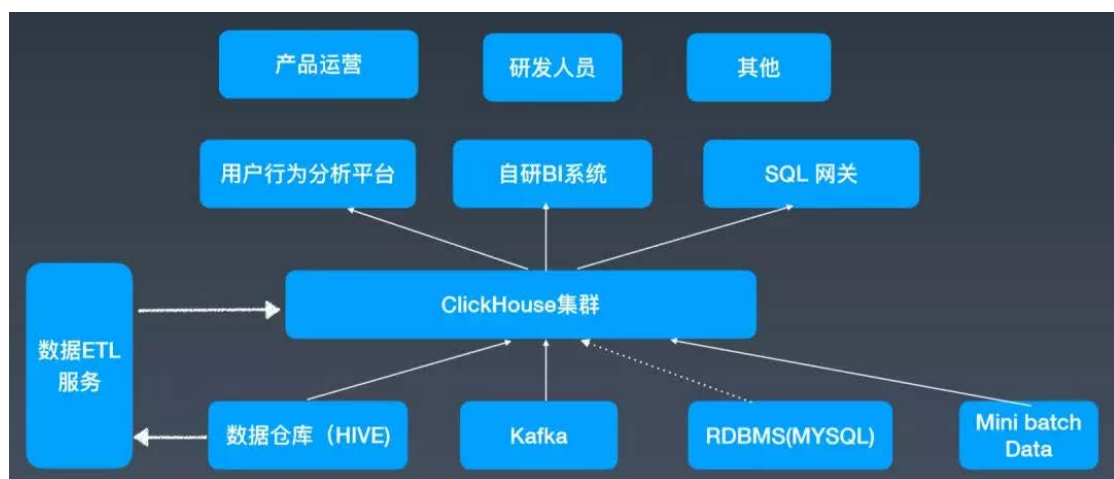 产品运营
研发人员
其他
用户行为分析平台
自研BI系统
SQL 网关
ClickHouse集群
数据ETL
服务
数据仓库（HIVE)
Kafka
RDBMS(MYSQL)
Mini batch
Data